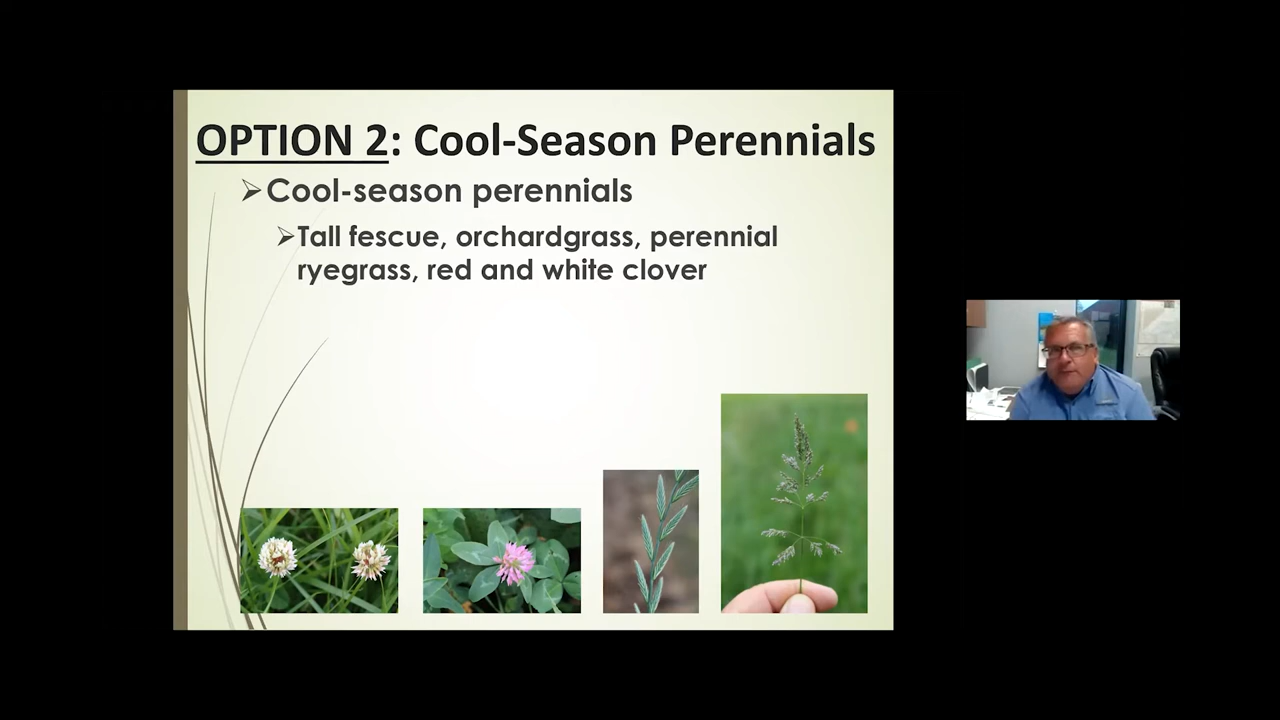 OPTION 2: Cool-Season Perennials
➢Cool-season perennials
➢Tall fescue, orchardgrass, perennial
ryegrass, red and white clover